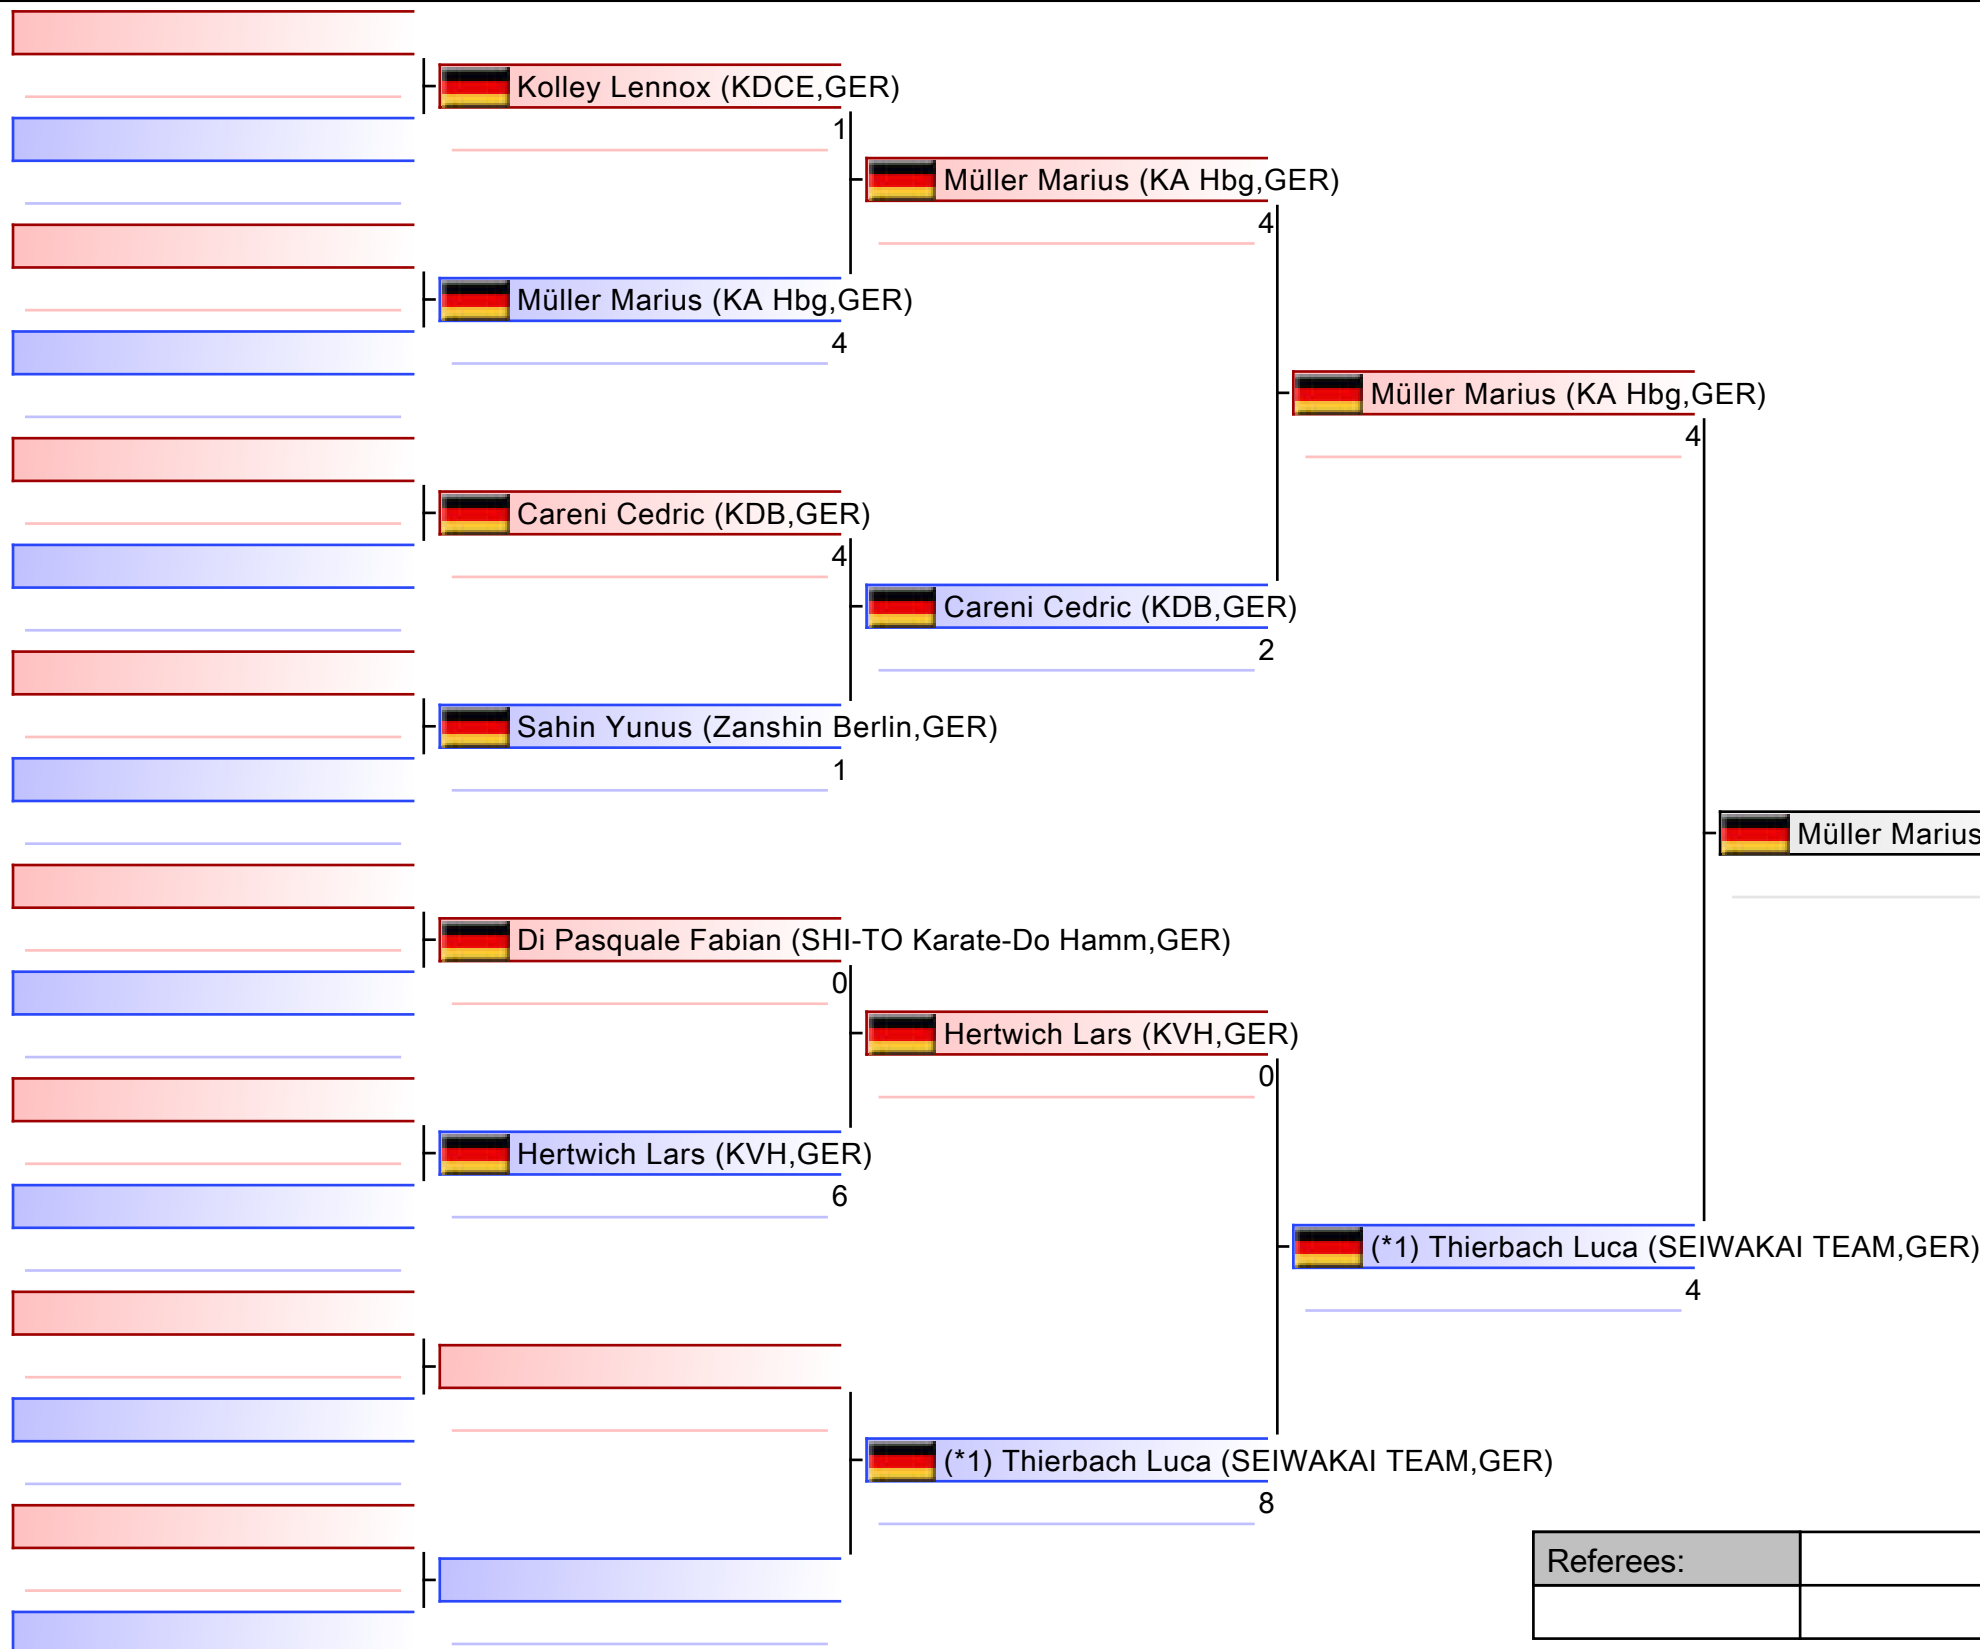 Kolley Lennox (KDCE,GER)
1
Müller Marius (KA Hbg,GER)
4
Müller Marius (KA Hbg,GER)
4
Müller Marius (KA Hbg,GER)
4
Careni Cedric (KDB,GER)
4
Careni Cedric (KDB,GER)
2
Sahin Yunus (Zanshin Berlin,GER)
1
Müller Marius
Di Pasquale Fabian (SHI-TO Karate-Do Hamm,GER)
0
Hertwich Lars (KVH,GER)
0
Hertwich Lars (KVH,GER)
6
(*1) Thierbach Luca (SEIWAKAI TEAM,GER)
4
(*1) Thierbach Luca (SEIWAKAI TEAM,GER)
8
Referees: